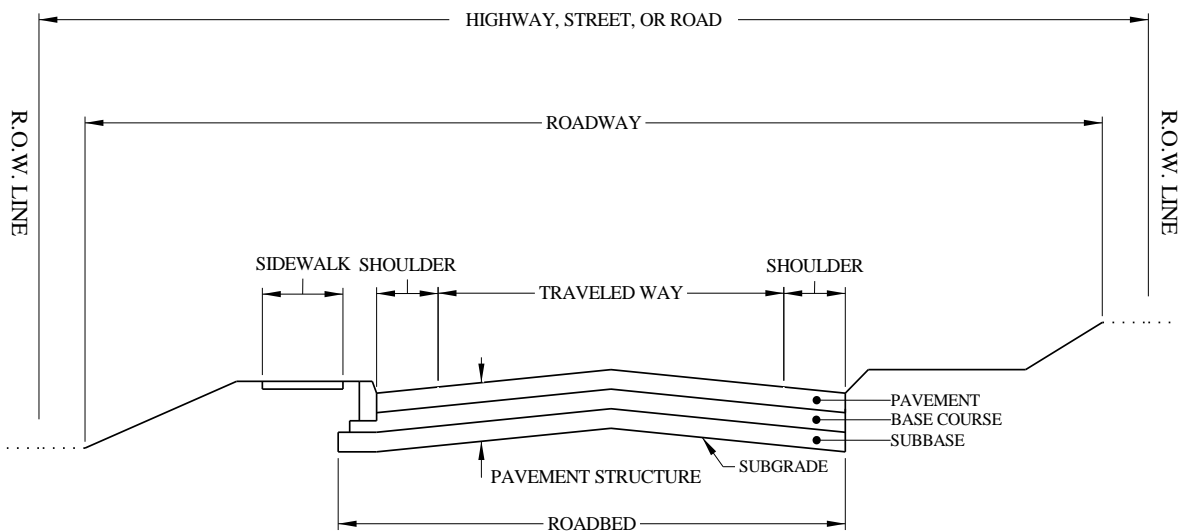 HIGHWAY, STREET, OR ROAD
R.O.W. LINE
ROADWAY
R.O.W. LINE
SIDEWALK
SHOULDER
TRAVELED WAY
SHOULDER
PAVEMENT
BASE COURSE
SUBBASE
SUBGRADE
PAVEMENT STRUCTURE
ROADBED